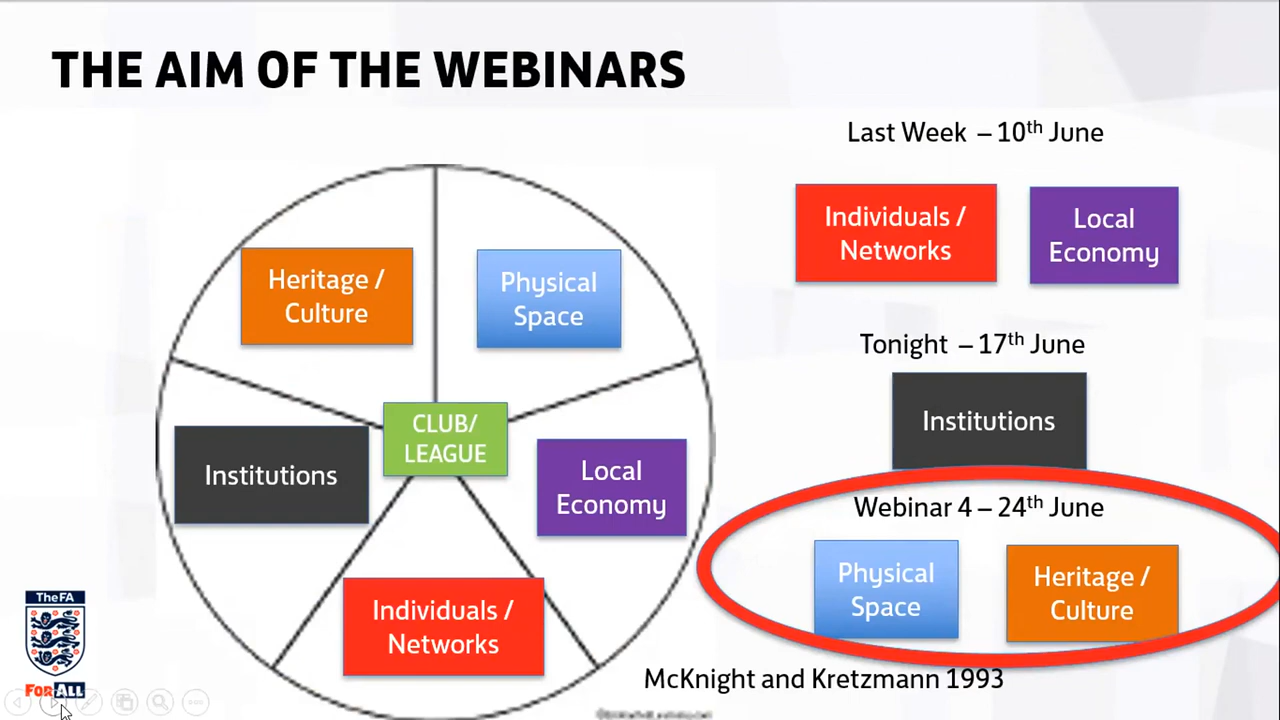 THE AIM OF THE WEBINARS
Last Week – 10th June
Individuals /
Networks
Local
Economy
Tonight – 17th June
Institutions
Webinar 4 – 24th June
Physical
Space
Heritage /
Culture
Heritage /
Culture
Physical
Space
CLUB/
LEAGUE
Institutions
Local
Economy
Individuals /
Networks
McKnight and Kretzmann 1993
TheFA
FOR ALL